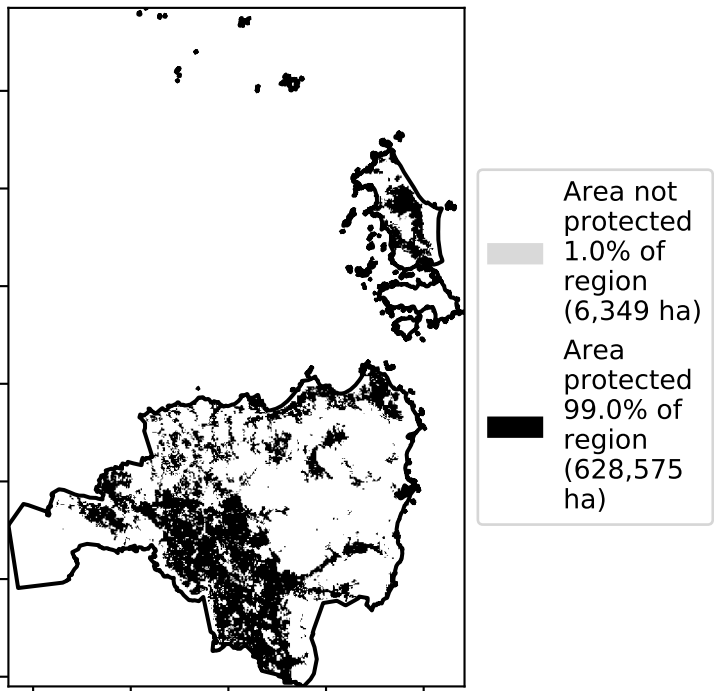 Area not
protected
1.0% of
region
(6,349 ha)
Area
protected
99.0% of
region
(628,575
ha)